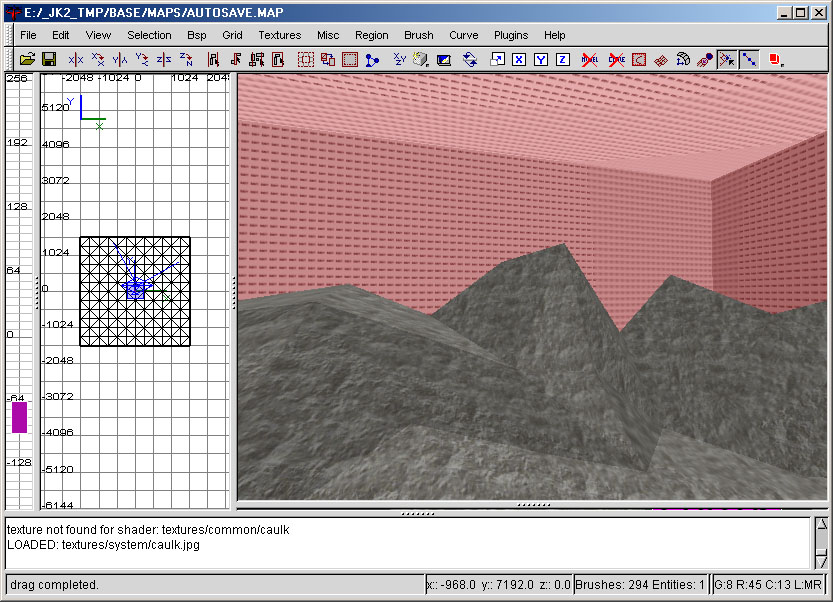 E:/_JK2_TMP/BASE/MAPS/AUTOSAVE.MAP
File Edit View Selection Bsp Grid Textures Misc Region Brush Curve Plugins Help
256
192
128
64
0
-64
-128
-2048 -1024 0 1024 204
Y
X
5120
4096
3072
2048
1024
0
-1024
-2048
-3072
-4096
-5120
-6144
texture not found for shader: textures/common/caulk
LOADED: textures/system/caulk.jpg
drag completed.
x:: -968.0 y:: 7192.0 z:: 0.0
Brushes: 294 Entities: 1
G:8 R:45 C:13 L:MR